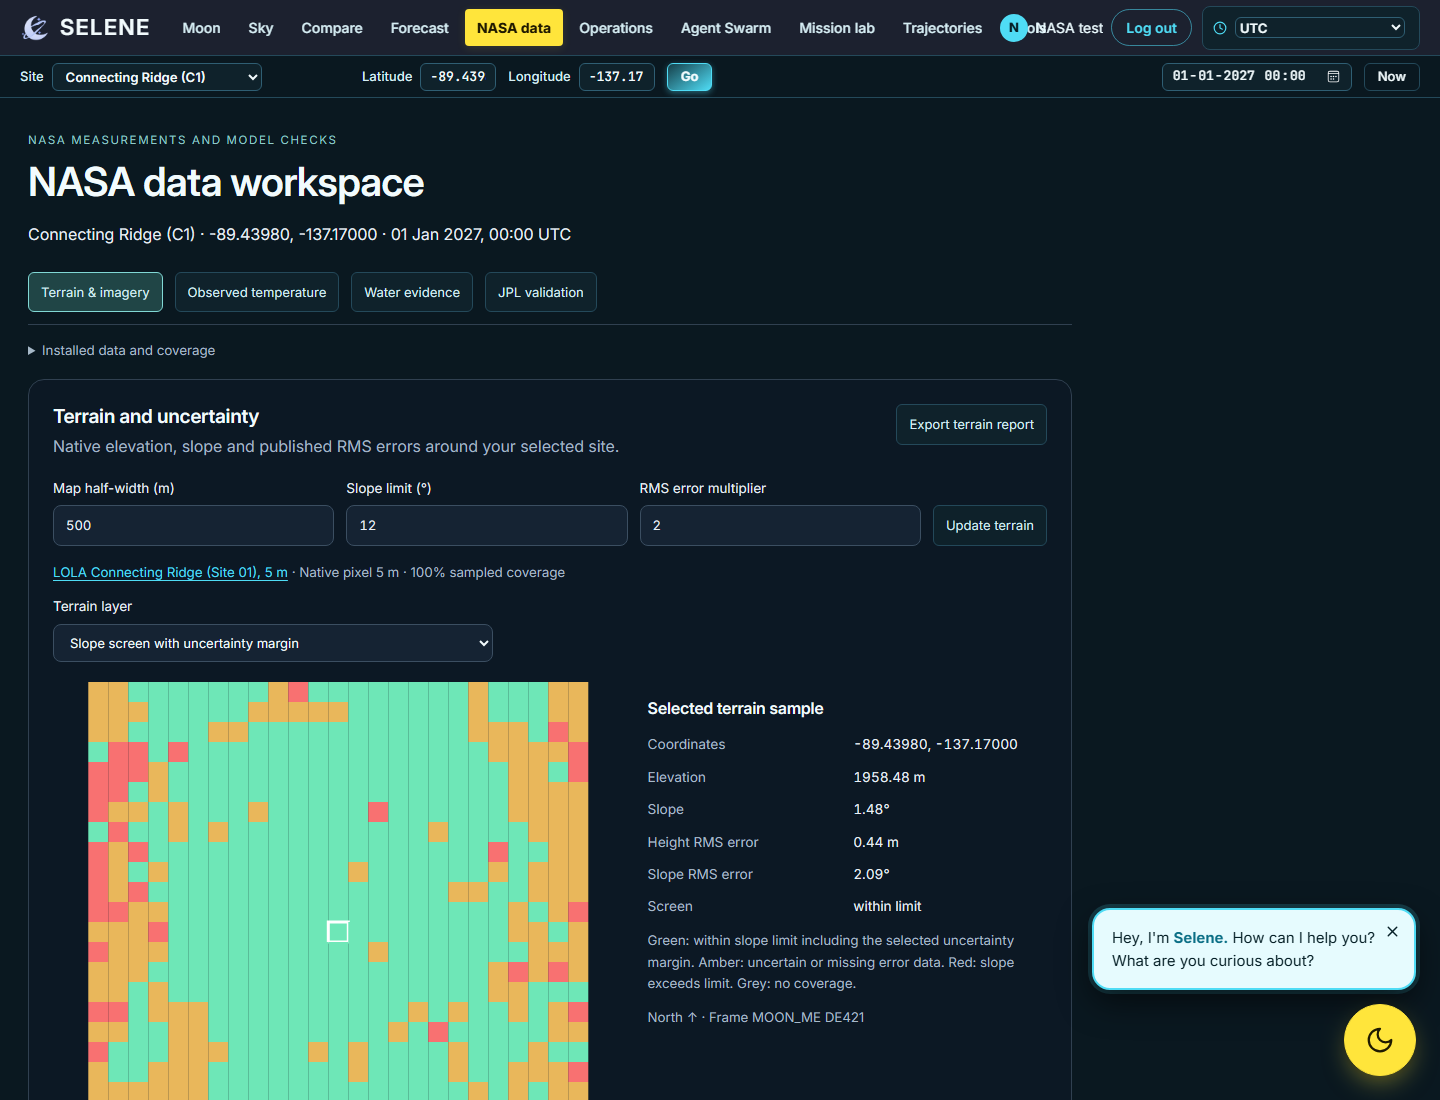 SELENE
Moon
Sky
Compare
Forecast
NASA data
Operations
Agent Swarm
Mission lab
Trajectories
N
NASA test
Log out
UTC
Site
Connecting Ridge (C1)
Latitude
-89.439
Longitude
-137.17
Go
01-01-2027 00:00
Now
NASA MEASUREMENTS AND MODEL CHECKS
NASA data workspace
Connecting Ridge (C1) · -89.43980, -137.17000 · 01 Jan 2027, 00:00 UTC
Terrain & imagery
Observed temperature
Water evidence
JPL validation
Installed data and coverage
Terrain and uncertainty
Native elevation, slope and published RMS errors around your selected site.
Export terrain report
Map half-width (m)
Slope limit (°)
RMS error multiplier
500
12
2
Update terrain
LOLA Connecting Ridge (Site 01), 5 m · Native pixel 5 m · 100% sampled coverage
Terrain layer
Slope screen with uncertainty margin
Selected terrain sample
Coordinates -89.43980, -137.17000
Elevation 1958.48 m
Slope 1.48°
Height RMS error 0.44 m
Slope RMS error 2.09°
Screen within limit
Green: within slope limit including the selected uncertainty
margin. Amber: uncertain or missing error data. Red: slope
exceeds limit. Grey: no coverage.
North ↑ · Frame MOON_ME DE421
Hey, I'm Selene. How can I help you?
What are you curious about?